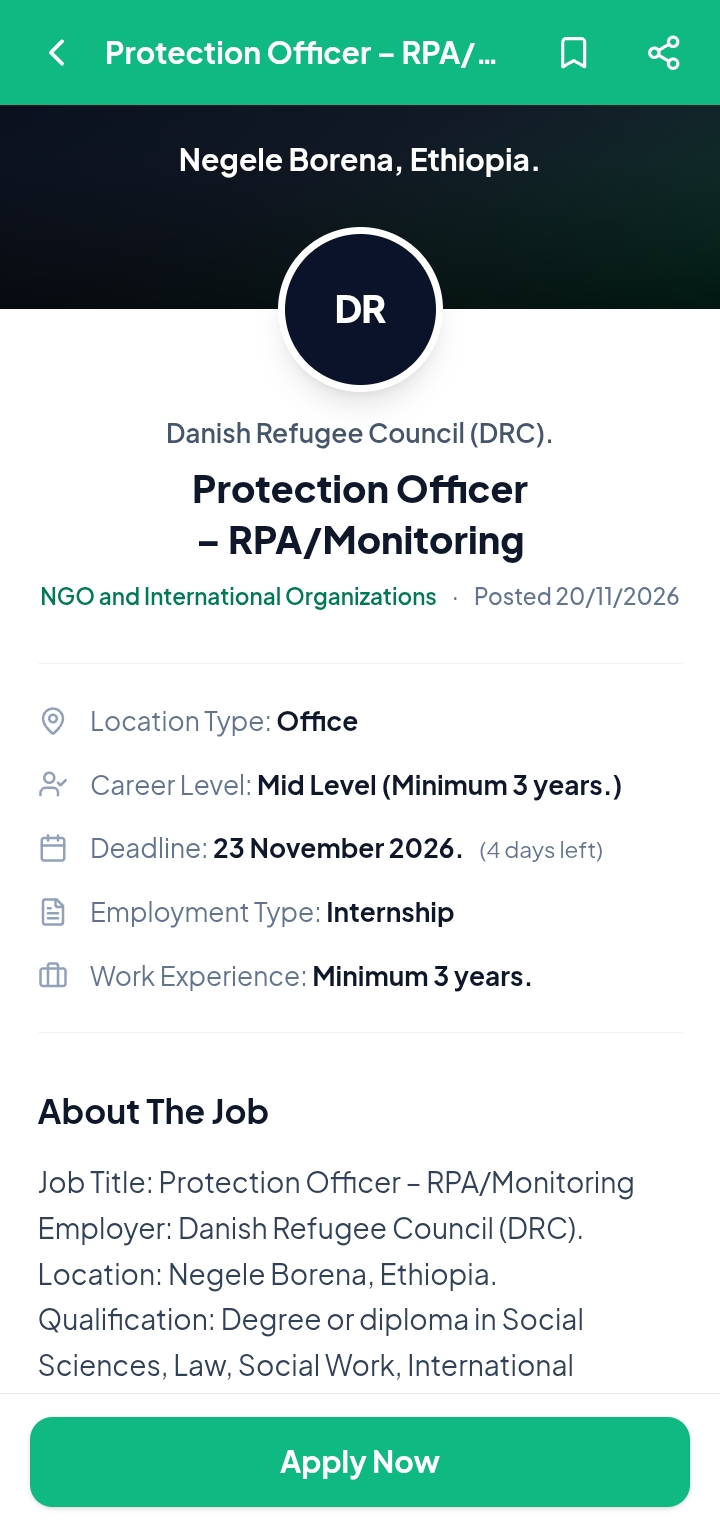 Protection Officer – RPA/...
Negele Borena, Ethiopia.
DR
Danish Refugee Council (DRC).
Protection Officer
– RPA/Monitoring
NGO and International Organizations · Posted 20/11/2026
Location Type: Office
Career Level: Mid Level (Minimum 3 years.)
Deadline: 23 November 2026. (4 days left)
Employment Type: Internship
Work Experience: Minimum 3 years.
About The Job
Job Title: Protection Officer – RPA/Monitoring
Employer: Danish Refugee Council (DRC).
Location: Negele Borena, Ethiopia.
Qualification: Degree or diploma in Social
Sciences, Law, Social Work, International
Apply Now